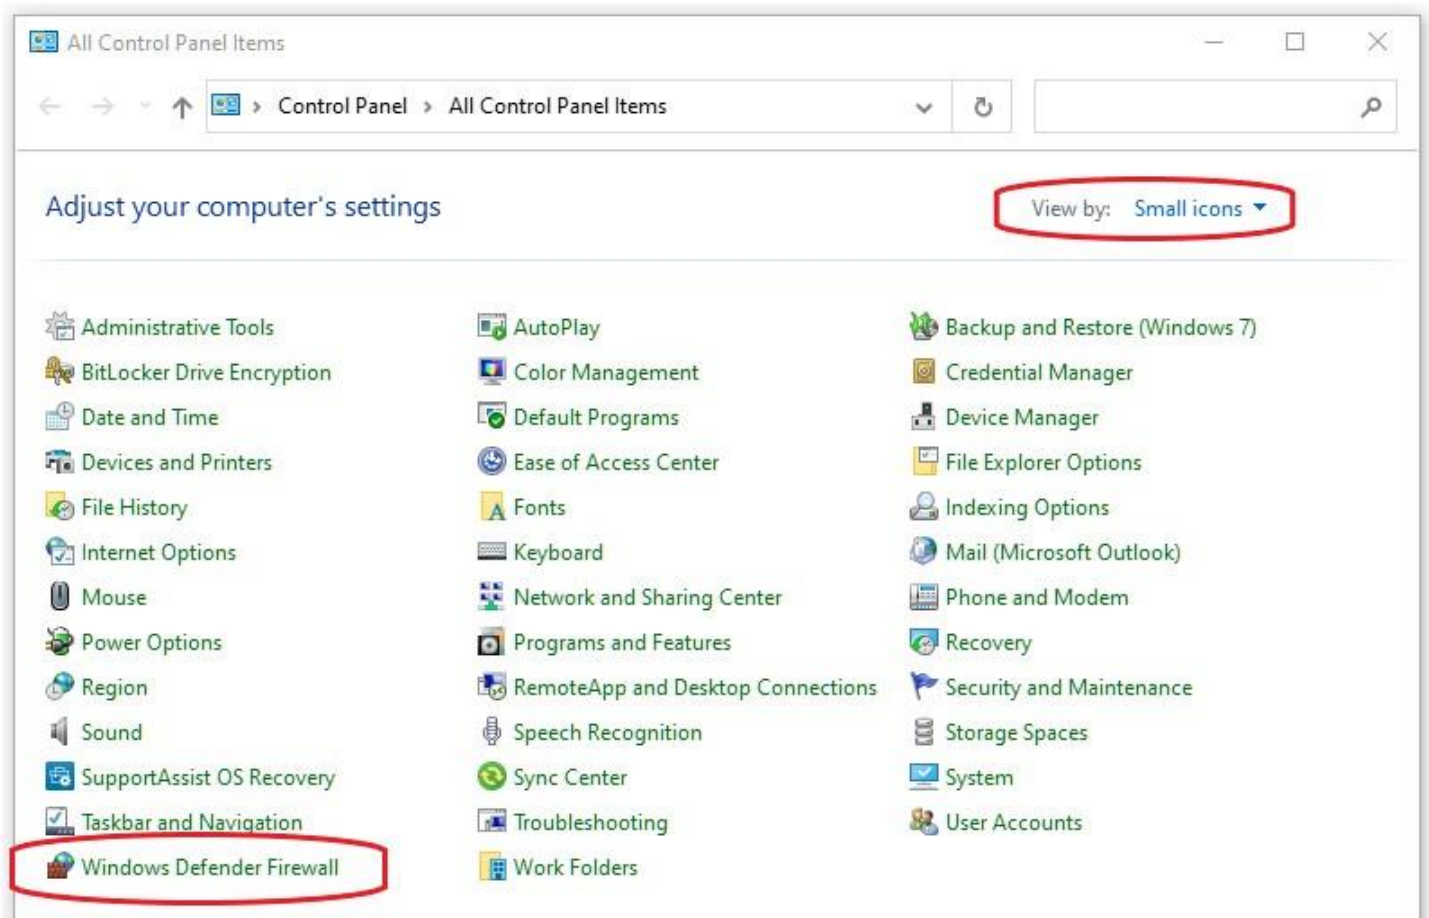 All Control Panel Items
Control Panel > All Control Panel Items
Adjust your computer's settings
View by: Small icons
Administrative Tools
AutoPlay
Backup and Restore (Windows 7)
BitLocker Drive Encryption
Color Management
Credential Manager
Date and Time
Default Programs
Device Manager
Devices and Printers
Ease of Access Center
File Explorer Options
File History
Fonts
Indexing Options
Internet Options
Keyboard
Mail (Microsoft Outlook)
Mouse
Network and Sharing Center
Phone and Modem
Power Options
Programs and Features
Recovery
Region
RemoteApp and Desktop Connections
Security and Maintenance
Sound
Speech Recognition
Storage Spaces
SupportAssist OS Recovery
Sync Center
System
Taskbar and Navigation
Troubleshooting
User Accounts
Windows Defender Firewall
Work Folders